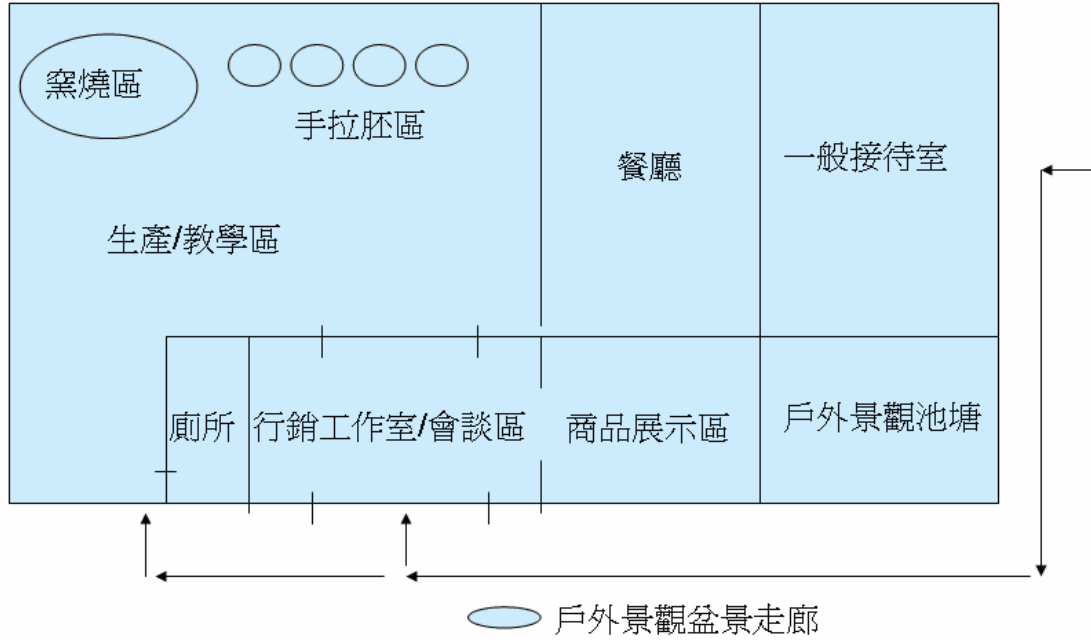 窯燒區
手拉胚區
餐廳
一般接待室
生產/教學區
廁所
行銷工作室/會談區
商品展示區
戶外景觀池塘
戶外景觀盆景走廊